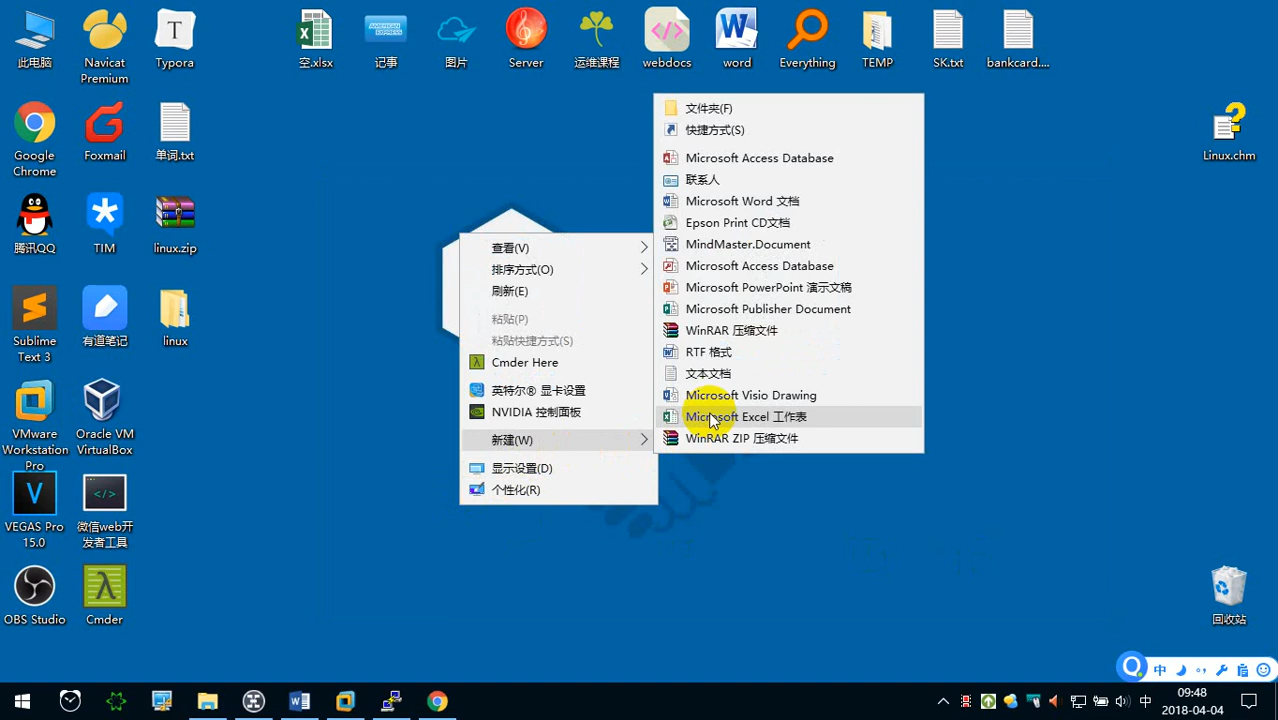 此电脑
Navicat
Premium
Typora
空.xlsx
记事
图片
Server
运维课程
webdocs
word
Everything
TEMP
SK.txt
bankcard....
Google
Chrome
Foxmail
单词.txt
Linux.chm
腾讯QQ
TIM
linux.zip
Sublime
Text 3
有道笔记
linux
VMware
Workstation
Pro
Oracle VM
VirtualBox
VEGAS Pro
15.0
微信web开
发者工具
OBS Studio
Cmder
回收站
查看(V)
排序方式(O)
刷新(E)
粘贴(P)
粘贴快捷方式(S)
Cmder Here
英特尔® 显卡设置
NVIDIA 控制面板
新建(W)
显示设置(D)
个性化(R)
文件夹(F)
快捷方式(S)
Microsoft Access Database
联系人
Microsoft Word 文档
Epson Print CD文档
MindMaster.Document
Microsoft Access Database
Microsoft PowerPoint 演示文稿
Microsoft Publisher Document
WinRAR 压缩文件
RTF 格式
文本文档
Microsoft Visio Drawing
Microsoft Excel 工作表
WinRAR ZIP 压缩文件
中
中
09:48
2018-04-04